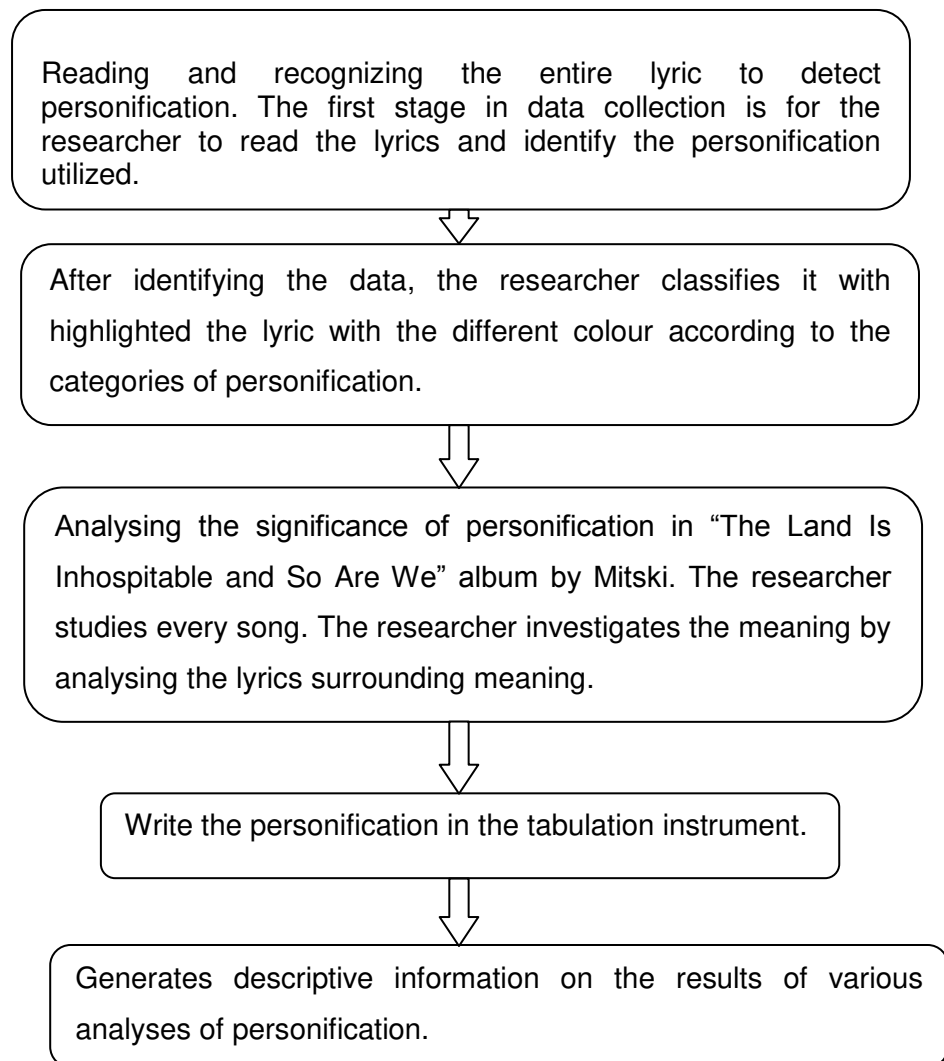 Reading and recognizing the entire lyric to detect
personification. The first stage in data collection is for the
researcher to read the lyrics and identify the personification
utilized.
After identifying the data, the researcher classifies it with
highlighted the lyric with the different colour according to the
categories of personification.
Analysing the significance of personification in “The Land Is
Inhospitable and So Are We” album by Mitski. The researcher
studies every song. The researcher investigates the meaning by
analysing the lyrics surrounding meaning.
Write the personification in the tabulation instrument.
Generates descriptive information on the results of various
analyses of personification.